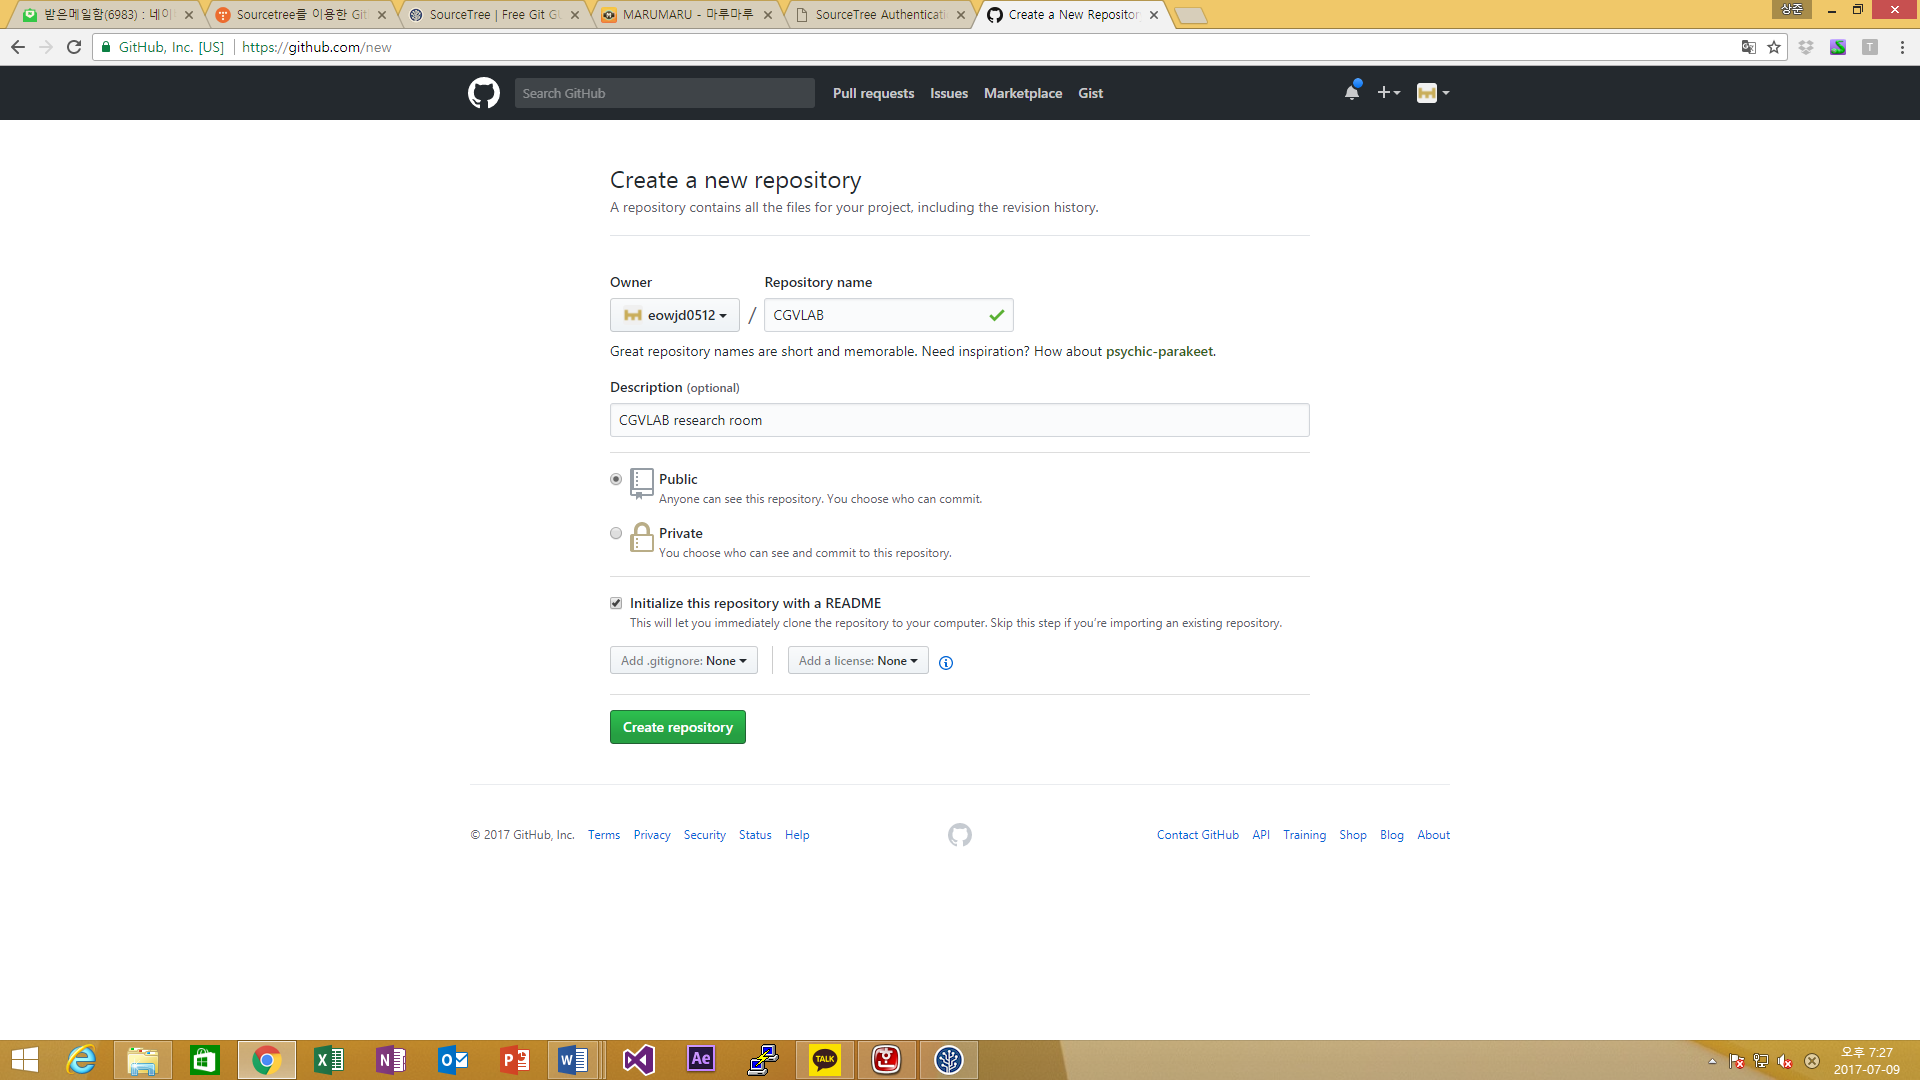 받은메일함(6983) : 네이
Sourcetree를 이용한 Git
SourceTree | Free Git GU
MARUMARU - 마루마루
SourceTree Authenticati
Create a New Repositor
상준
GitHub, Inc. [US]
https://github.com/new
Search GitHub
Pull requests
Issues
Marketplace
Gist
Create a new repository
A repository contains all the files for your project, including the revision history.
Owner
Repository name
eowjd0512
/
CGVLAB
Great repository names are short and memorable. Need inspiration? How about psychic-parakeet.
Description (optional)
CGVLAB research room
Public
Anyone can see this repository. You choose who can commit.
Private
You choose who can see and commit to this repository.
Initialize this repository with a README
This will let you immediately clone the repository to your computer. Skip this step if you're importing an existing repository.
Add .gitignore: None
Add a license: None
Create repository
© 2017 GitHub, Inc.
Terms
Privacy
Security
Status
Help
Contact GitHub
API
Training
Shop
Blog
About
TALK
Ae
오후 7:27
2017-07-09